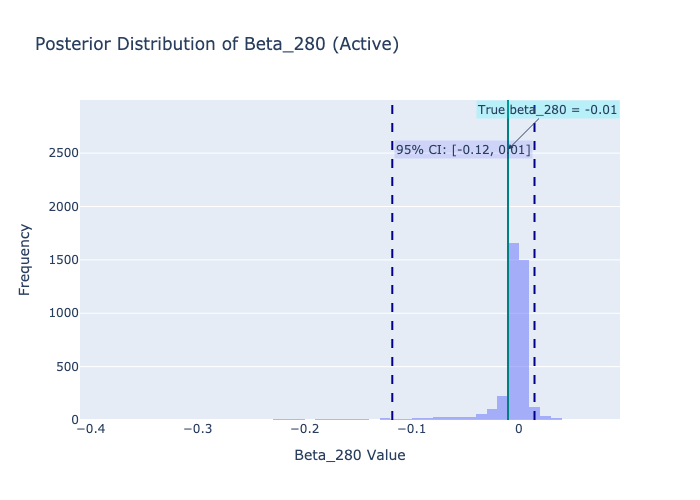 Posterior Distribution of Beta_280 (Active)
True beta_280 = -0.01
95% CI: [-0.12, 0.01]
2500
2000
1500
1000
500
0
Frequency
−0.4
−0.3
−0.2
−0.1
0
Beta_280 Value